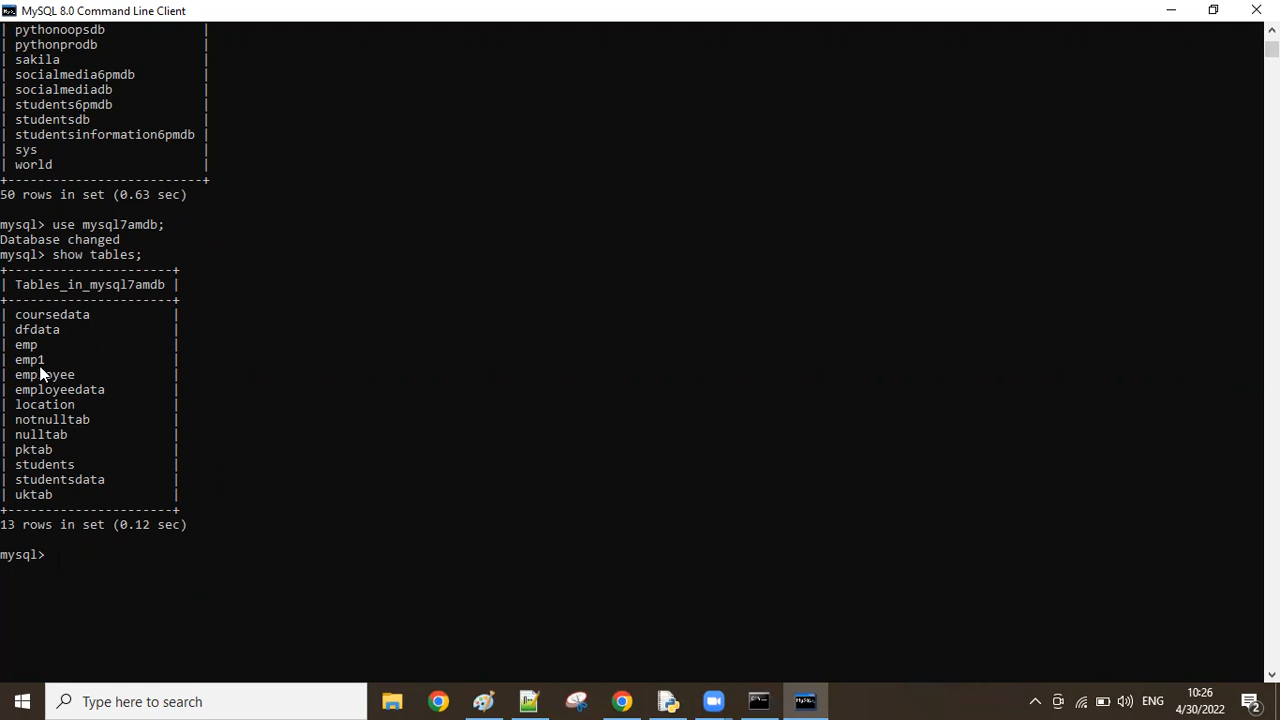 MySQL 8.0 Command Line Client
| pythonoopsdb |
| pythonprodb |
| sakila |
| socialmedia6pmdb |
| socialmediadb |
| students6pmdb |
| studentsdb |
| studentsinformation6pmdb |
| sys |
| world |
+--------------------------+
50 rows in set (0.63 sec)
mysql> use mysql7amdb;
Database changed
mysql> show tables;
+----------------------+
| Tables_in_mysql7amdb |
+----------------------+
| coursedata |
| dfdata |
| emp |
| emp1 |
| employee |
| employeedata |
| location |
| notnulltab |
| nulltab |
| pktab |
| students |
| studentsdata |
| uktab |
+----------------------+
13 rows in set (0.12 sec)
mysql>
Type here to search
ENG
10:26
4/30/2022
2